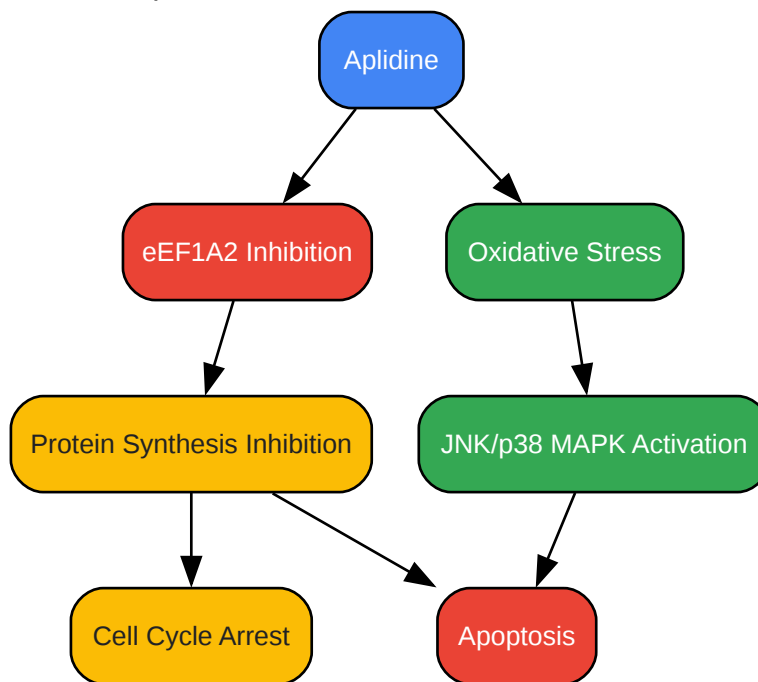 Aplidine
eEF1A2 Inhibition
Oxidative Stress
Protein Synthesis Inhibition
JNK/p38 MAPK Activation
Cell Cycle Arrest
Apoptosis